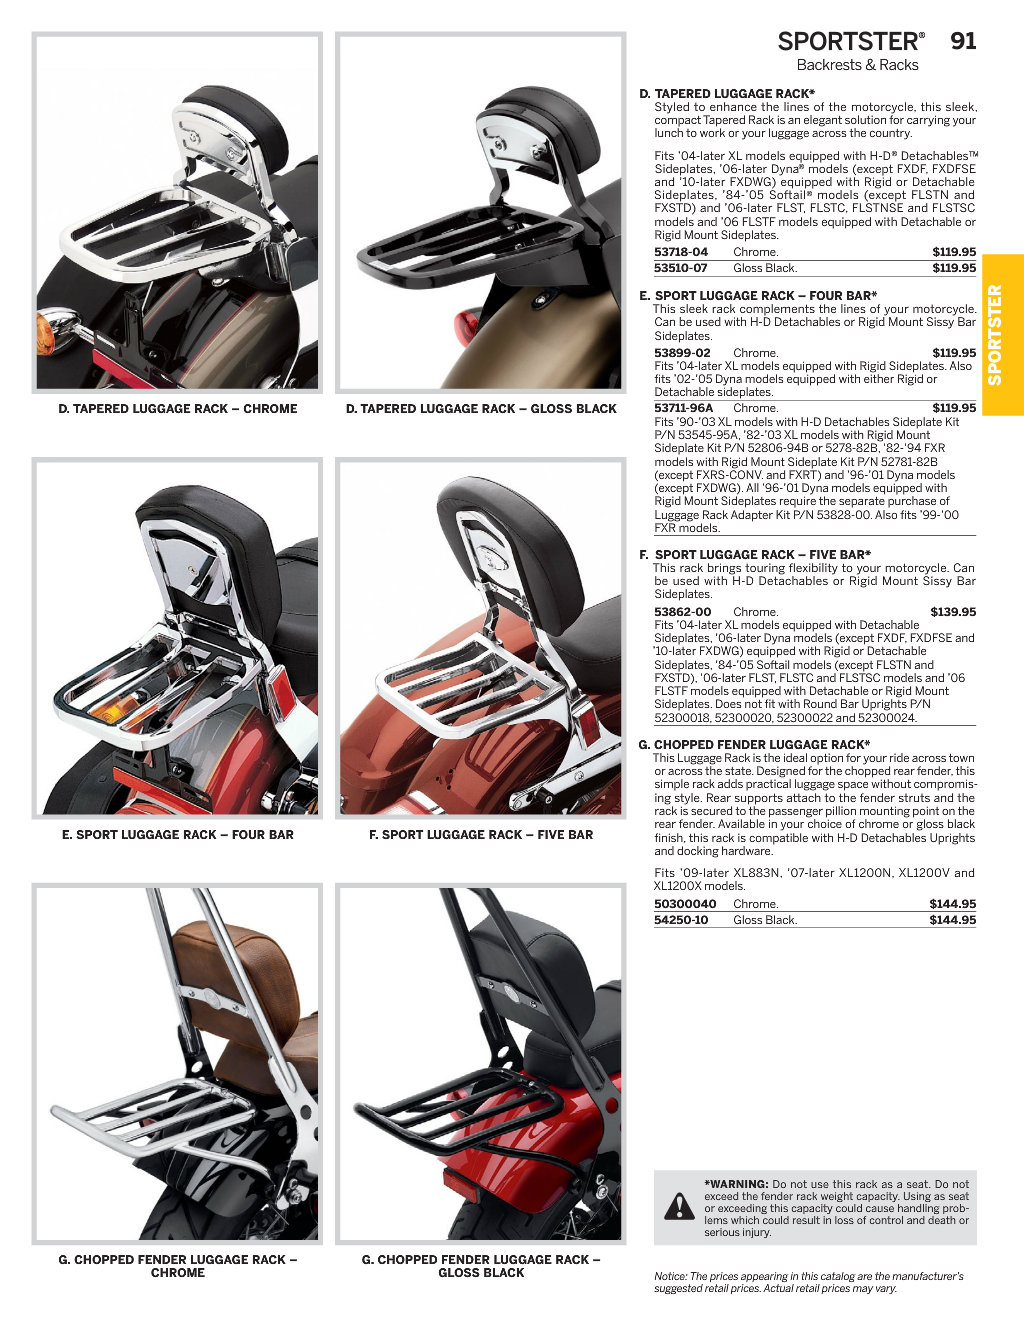 SPORTSTER® 91
Backrests & Racks
D. TAPERED LUGGAGE RACK*
Styled to enhance the lines of the motorcycle, this sleek,
compact Tapered Rack is an elegant solution for carrying your
lunch to work or your luggage across the country.
Fits '04-later XL models equipped with H-D® Detachables™
Sideplates, '06-later Dyna® models (except FXDF, FXDFSE
and '10-later FXDWG) equipped with Rigid or Detachable
Sideplates, '84-'05 Softail® models (except FLSTN and
FXSTD) and '06-later FLST, FLSTC, FLSTNSE and FLSTSC
models and '06 FLSTF models equipped with Detachable or
Rigid Mount Sideplates.
53718-04 Chrome. $119.95
53510-07 Gloss Black. $119.95
E. SPORT LUGGAGE RACK – FOUR BAR*
This sleek rack complements the lines of your motorcycle.
Can be used with H-D Detachables or Rigid Mount Sissy Bar
Sideplates.
53899-02 Chrome. $119.95
Fits '04-later XL models equipped with Rigid Sideplates. Also
fits '02-'05 Dyna models equipped with either Rigid or
Detachable sideplates.
53711-96A Chrome. $119.95
Fits '90-'03 XL models with H-D Detachables Sideplate Kit
P/N 53545-95A, '82-'03 XL models with Rigid Mount
Sideplate Kit P/N 52806-94B or 5278-82B, '82-'94 FXR
models with Rigid Mount Sideplate Kit P/N 52781-82B
(except FXRS-CONV. and FXRT) and '96-'01 Dyna models
(except FXDWG). All '96-'01 Dyna models equipped with
Rigid Mount Sideplates require the separate purchase of
Luggage Rack Adapter Kit P/N 53828-00. Also fits '99-'00
FXR models.
F. SPORT LUGGAGE RACK – FIVE BAR*
This rack brings touring flexibility to your motorcycle. Can
be used with H-D Detachables or Rigid Mount Sissy Bar
Sideplates.
53862-00 Chrome. $139.95
Fits '04-later XL models equipped with Detachable
Sideplates, '06-later Dyna models (except FXDF, FXDFSE and
'10-later FXDWG) equipped with Rigid or Detachable
Sideplates, '84-'05 Softail models (except FLSTN and
FXSTD), '06-later FLST, FLSTC and FLSTSC models and '06
FLSTF models equipped with Detachable or Rigid Mount
Sideplates. Does not fit with Round Bar Uprights P/N
52300018, 52300020, 52300022 and 52300024.
G. CHOPPED FENDER LUGGAGE RACK*
This Luggage Rack is the ideal option for your ride across town
or across the state. Designed for the chopped rear fender, this
simple rack adds practical luggage space without compromis-
ing style. Rear supports attach to the fender struts and the
rack is secured to the passenger pillion mounting point on the
rear fender. Available in your choice of chrome or gloss black
finish, this rack is compatible with H-D Detachables Uprights
and docking hardware.
Fits '09-later XL883N, '07-later XL1200N, XL1200V and
XL1200X models.
50300040 Chrome. $144.95
54250-10 Gloss Black. $144.95
SPORTSTER
D. TAPERED LUGGAGE RACK – CHROME
D. TAPERED LUGGAGE RACK – GLOSS BLACK
E. SPORT LUGGAGE RACK – FOUR BAR
F. SPORT LUGGAGE RACK – FIVE BAR
G. CHOPPED FENDER LUGGAGE RACK –
CHROME
G. CHOPPED FENDER LUGGAGE RACK –
GLOSS BLACK
*WARNING: Do not use this rack as a seat. Do not
exceed the fender rack weight capacity. Using as seat
or exceeding this capacity could cause handling prob-
lems which could result in loss of control and death or
serious injury.
Notice: The prices appearing in this catalog are the manufacturer's
suggested retail prices. Actual retail prices may vary.